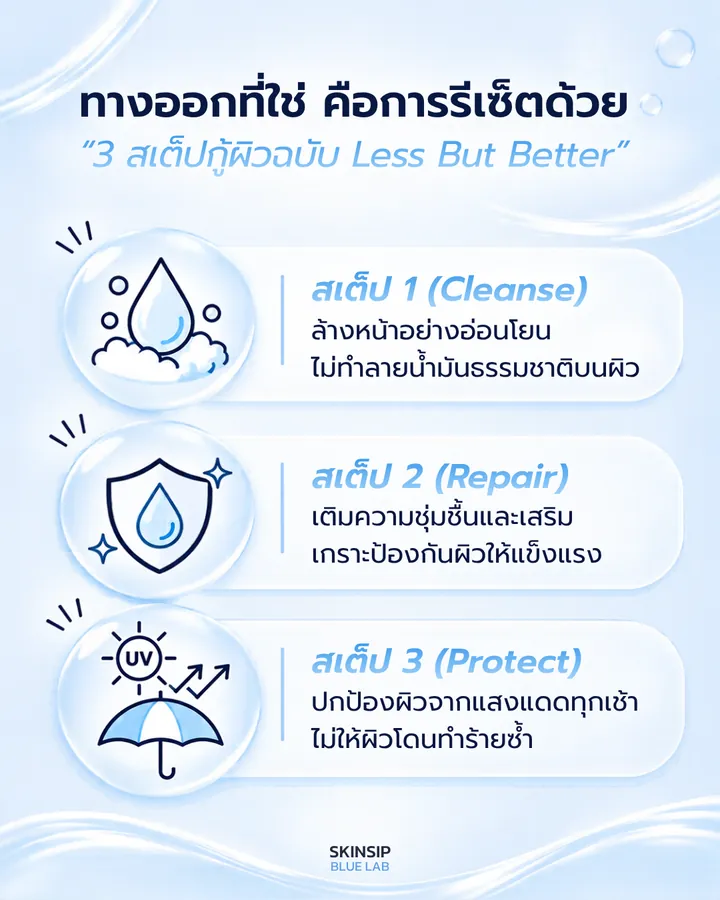 ทางออกที่ใช่ คือการรีเซ็ตด้วย
“3 สเต็ปกู้ผิวฉบับ Less But Better”
สเต็ป 1 (Cleanse)
ล้างหน้าอย่างอ่อนโยน
ไม่ทำลายน้ำมันธรรมชาติบนผิว
สเต็ป 2 (Repair)
เติมความชุ่มชื้นและเสริม
เกราะป้องกันผิวให้แข็งแรง
UV
สเต็ป 3 (Protect)
ปกป้องผิวจากแสงแดดทุกเช้า
ไม่ให้ผิวโดนทำร้ายซ้ำ
SKINSIP
BLUE LAB